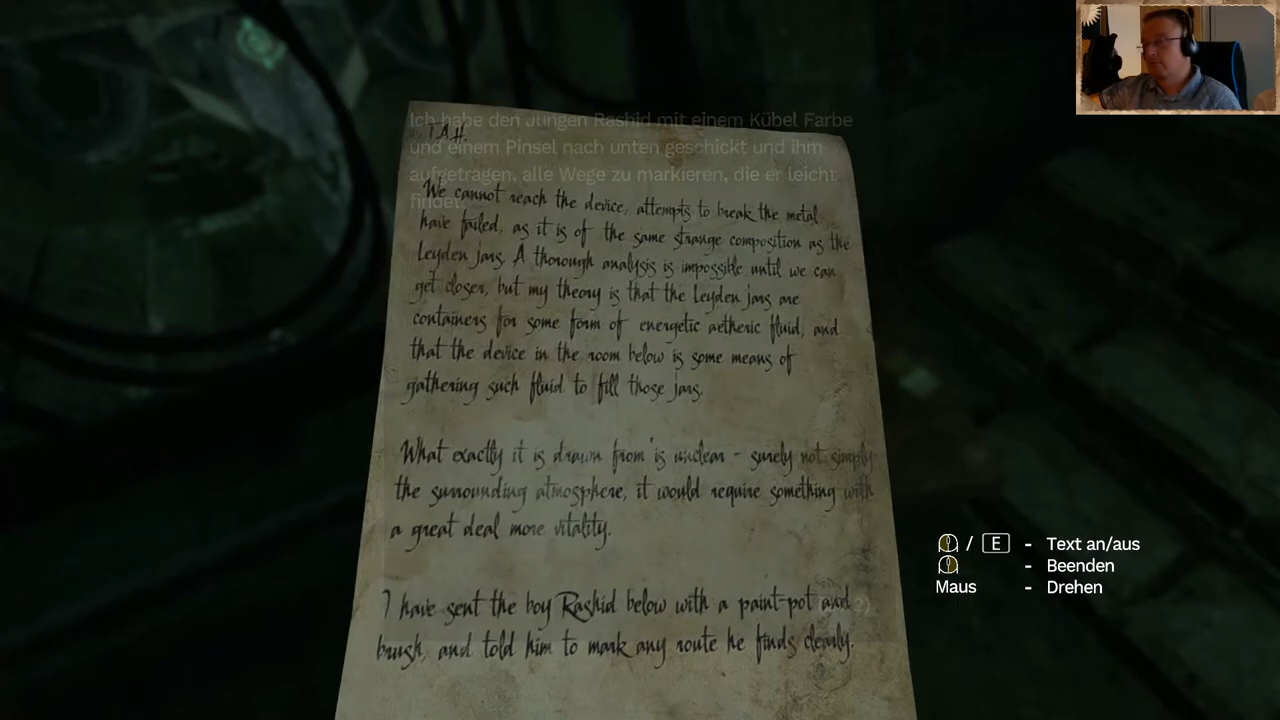 Ich habe den Jungen Rashid mit einem Kübel Farbe
und einem Pinsel nach unten geschickt und ihm
aufgetragen, alle Wege zu markieren, die er leicht
findet.
T.A.H.
We cannot reach the device, attempts to break the metal
have failed, as it is of the same strange composition as the
Leyden jars. A thorough analysis is impossible until we can
get closer, but my theory is that the Leyden jars are
containers for some form of energetic aetheric fluid, and
that the device in the room below is some means of
gathering such fluid to fill those jars.
What exactly it is drawn from is unclear - surely not simply
the surrounding atmosphere, it would require something with
a great deal more vitality.
I have sent the boy Rashid below with a paint-pot and
brush, and told him to mark any route he finds clearly.
/ E - Text an/aus
- Beenden
Maus - Drehen